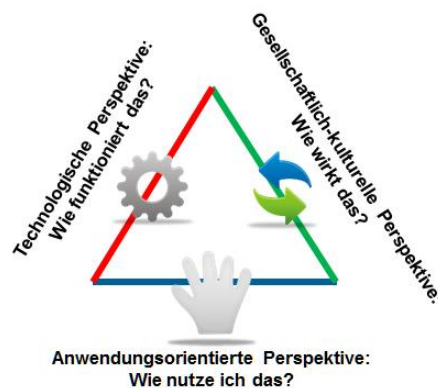 Technologische Perspektive:
Wie funktioniert das?
Gesellschaftlich-kulturelle Perspektive:
Wie wirkt das?
Anwendungsorientierte Perspektive:
Wie nutze ich das?